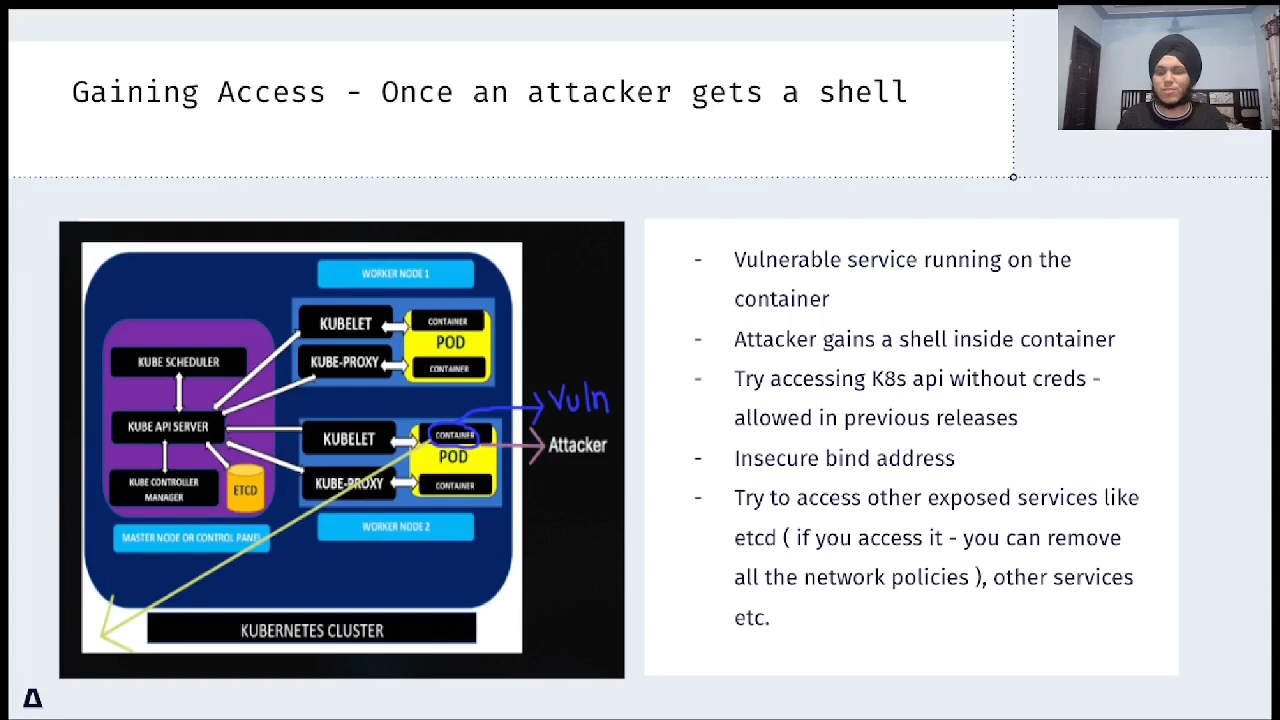 Gaining Access - Once an attacker gets a shell
WORKER NODE 1
KUBELET
CONTAINER
POD
KUBE-PROXY
CONTAINER
KUBE SCHEDULER
KUBE API SERVER
KUBE CONTROLLER
MANAGER
ETCD
MASTER NODE OR CONTROL PANEL
KUBELET
CONTAINER
POD
KUBE-PROXY
CONTAINER
WORKER NODE 2
Vuln
Attacker
KUBERNETES CLUSTER
- Vulnerable service running on the
container
- Attacker gains a shell inside container
- Try accessing K8s api without creds -
allowed in previous releases
- Insecure bind address
- Try to access other exposed services like
etcd ( if you access it - you can remove
all the network policies ), other services
etc.